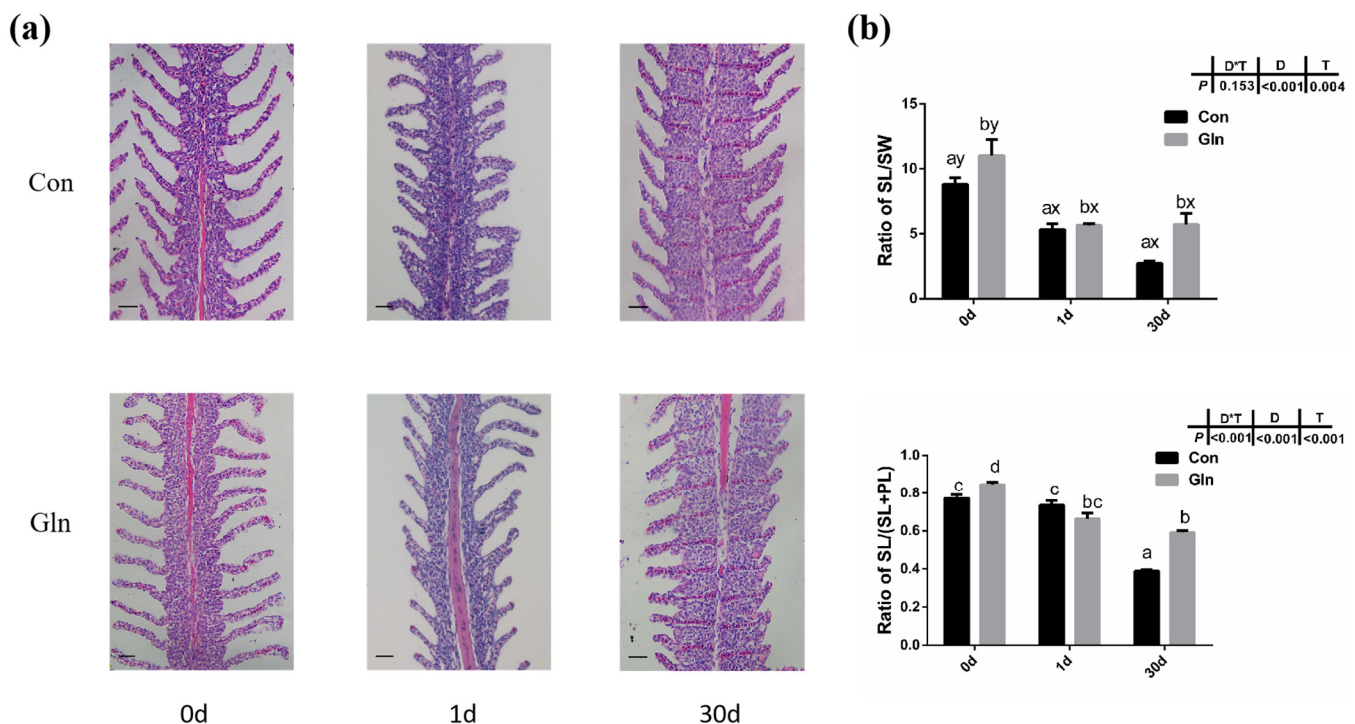 (a)
Con
Gln
0d 1d 30d
(b)
D*T D T
P 0.153 <0.001 0.004
Con
Gln
Ratio of SL/SW
15
10
5
0
ay by
ax bx
ax bx
0d 1d 30d
D*T D T
P <0.001 <0.001 <0.001
Con
Gln
Ratio of SL/(SL+PL)
1.0
0.8
0.6
0.4
0.2
0.0
c d
c bc
a b
0d 1d 30d